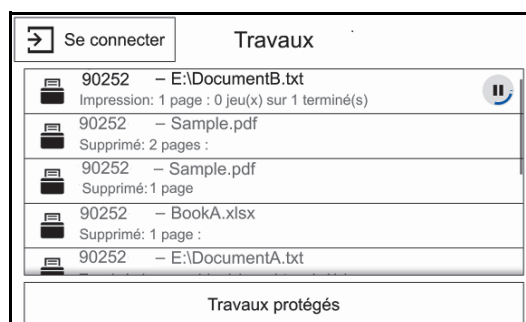 Se connecter
Travaux
90252 – E:\DocumentB.txt
Impression: 1 page : 0 jeu(x) sur 1 terminé(s)
90252 – Sample.pdf
Supprimé: 2 pages :
90252 – Sample.pdf
Supprimé:1 page
90252 – BookA.xlsx
Supprimé: 1 page :
90252 – E:\DocumentA.txt
Travaux protégés